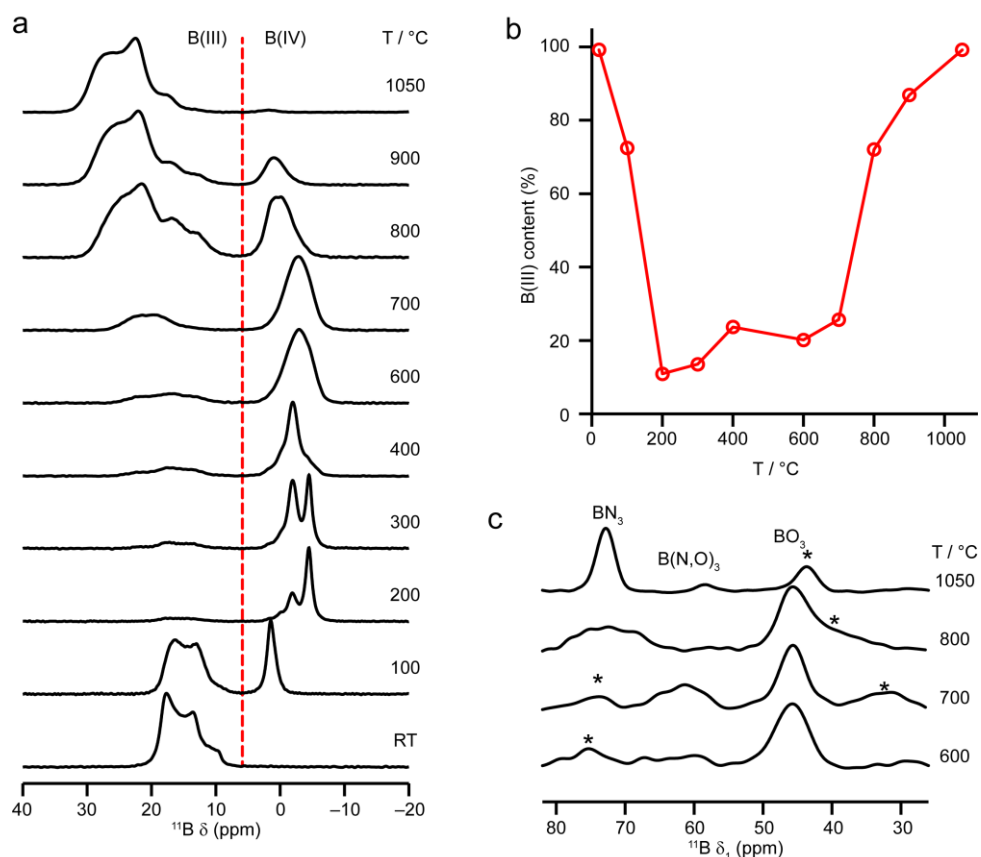 a
B(III) B(IV) T / °C
1050
900
800
700
600
400
300
200
100
RT
40 30 20 10 0 –10 –20
¹¹B δ (ppm)
b
100
80
60
40
20
0
B(III) content (%)
0 200 400 600 800 1000
T / °C
c
BN₃
B(N,O)₃
BO₃
T / °C
* 1050
* 800
* * 700
* 600
80 70 60 50 40 30
¹¹B δ₁ (ppm)